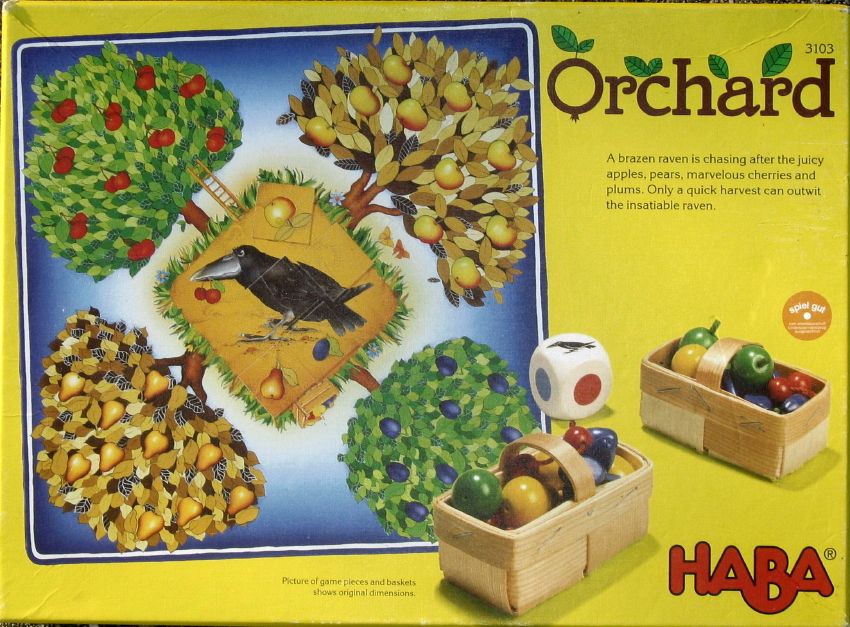 3103
Orchard
A brazen raven is chasing after the juicy
apples, pears, marvelous cherries and
plums. Only a quick harvest can outwit
the insatiable raven.
spiel gut
Picture of game pieces and baskets
shows original dimensions.
HABA®